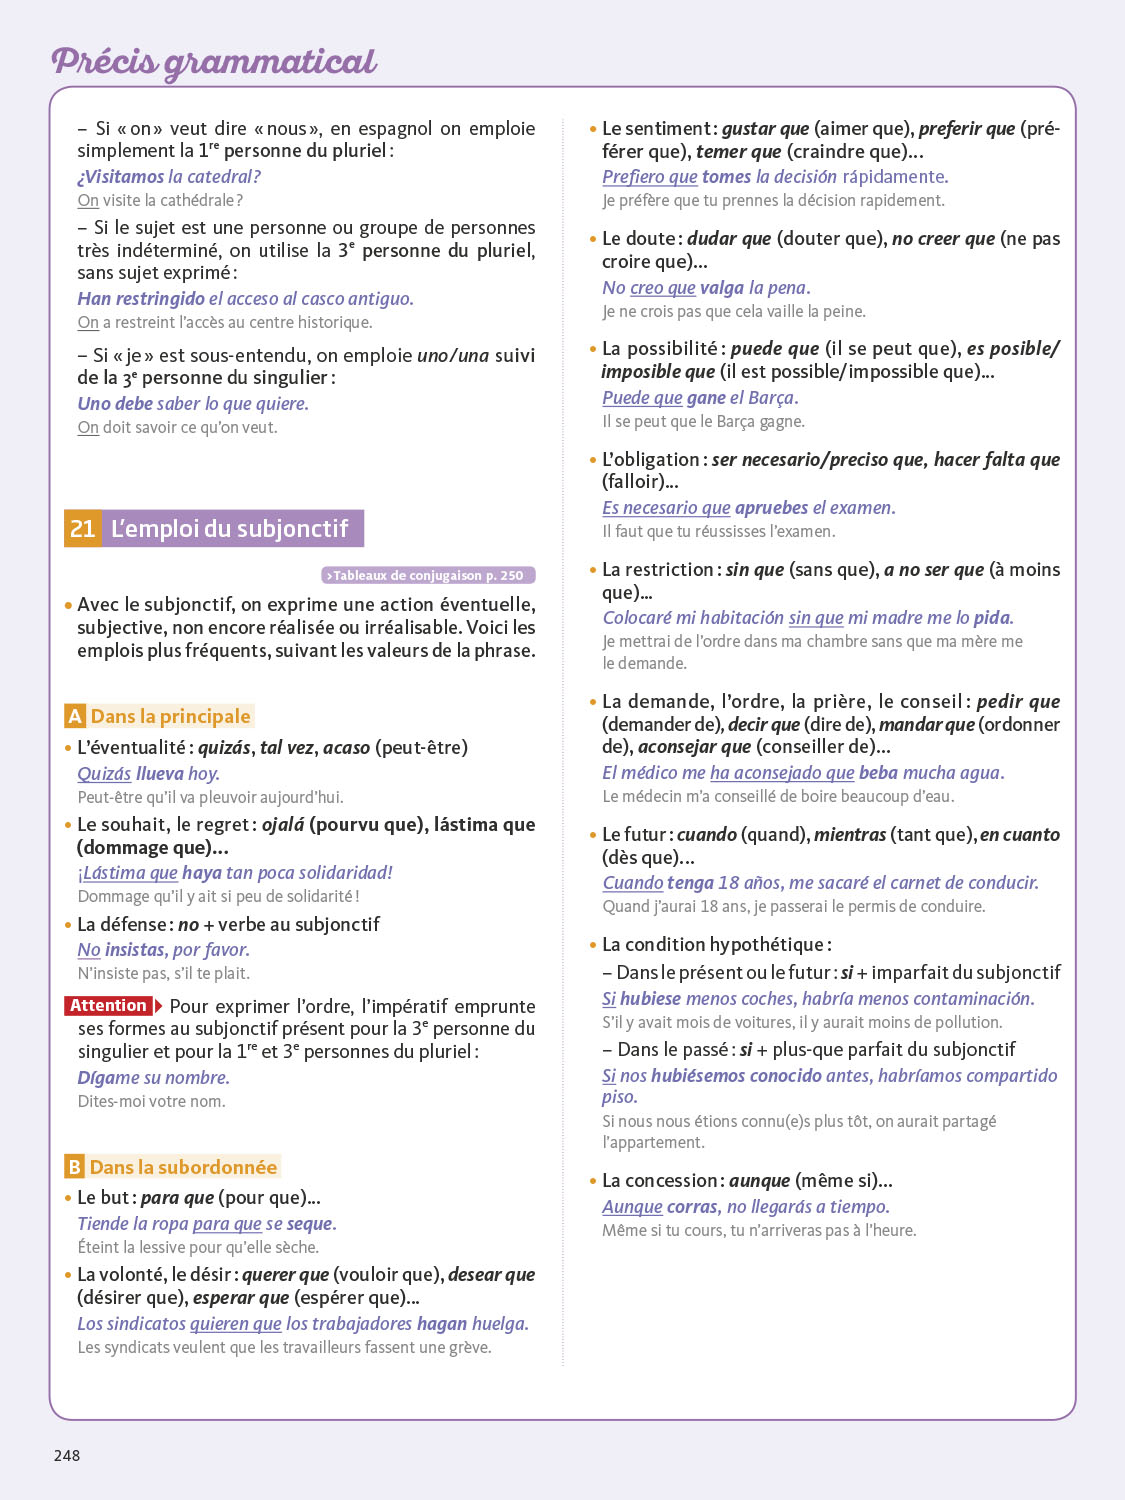 Précis grammatical
– Si « on » veut dire « nous », en espagnol on emploie
simplement la 1re personne du pluriel :
¿Visitamos la catedral?
On visite la cathédrale ?
– Si le sujet est une personne ou groupe de personnes
très indéterminé, on utilise la 3e personne du pluriel,
sans sujet exprimé :
Han restringido el acceso al casco antiguo.
On a restreint l'accès au centre historique.
– Si « je » est sous-entendu, on emploie uno/una suivi
de la 3e personne du singulier :
Uno debe saber lo que quiere.
On doit savoir ce qu'on veut.
21 L'emploi du subjonctif
>Tableaux de conjugaison p. 250
• Avec le subjonctif, on exprime une action éventuelle,
subjective, non encore réalisée ou irréalisable. Voici les
emplois plus fréquents, suivant les valeurs de la phrase.
A Dans la principale
• L'éventualité : quizás, tal vez, acaso (peut-être)
Quizás llueva hoy.
Peut-être qu'il va pleuvoir aujourd'hui.
• Le souhait, le regret : ojalá (pourvu que), lástima que
(dommage que)...
¡Lástima que haya tan poca solidaridad!
Dommage qu'il y ait si peu de solidarité !
• La défense : no + verbe au subjonctif
No insistas, por favor.
N'insiste pas, s'il te plait.
Attention Pour exprimer l'ordre, l'impératif emprunte
ses formes au subjonctif présent pour la 3e personne du
singulier et pour la 1re et 3e personnes du pluriel :
Dígame su nombre.
Dites-moi votre nom.
B Dans la subordonnée
• Le but : para que (pour que)...
Tiende la ropa para que se seque.
Éteint la lessive pour qu'elle sèche.
• La volonté, le désir : querer que (vouloir que), desear que
(désirer que), esperar que (espérer que)...
Los sindicatos quieren que los trabajadores hagan huelga.
Les syndicats veulent que les travailleurs fassent une grève.
• Le sentiment : gustar que (aimer que), preferir que (pré-
férer que), temer que (craindre que)...
Prefiero que tomes la decisión rápidamente.
Je préfère que tu prennes la décision rapidement.
• Le doute : dudar que (douter que), no creer que (ne pas
croire que)...
No creo que valga la pena.
Je ne crois pas que cela vaille la peine.
• La possibilité : puede que (il se peut que), es posible/
imposible que (il est possible/impossible que)...
Puede que gane el Barça.
Il se peut que le Barça gagne.
• L'obligation : ser necesario/preciso que, hacer falta que
(falloir)...
Es necesario que apruebes el examen.
Il faut que tu réussisses l'examen.
• La restriction : sin que (sans que), a no ser que (à moins
que)...
Colocaré mi habitación sin que mi madre me lo pida.
Je mettrai de l'ordre dans ma chambre sans que ma mère me
le demande.
• La demande, l'ordre, la prière, le conseil : pedir que
(demander de), decir que (dire de), mandar que (ordonner
de), aconsejar que (conseiller de)...
El médico me ha aconsejado que beba mucha agua.
Le médecin m'a conseillé de boire beaucoup d'eau.
• Le futur : cuando (quand), mientras (tant que), en cuanto
(dès que)...
Cuando tenga 18 años, me sacaré el carnet de conducir.
Quand j'aurai 18 ans, je passerai le permis de conduire.
• La condition hypothétique :
– Dans le présent ou le futur : si + imparfait du subjonctif
Si hubiese menos coches, habría menos contaminación.
S'il y avait mois de voitures, il y aurait moins de pollution.
– Dans le passé : si + plus-que parfait du subjonctif
Si nos hubiésemos conocido antes, habríamos compartido
piso.
Si nous nous étions connu(e)s plus tôt, on aurait partagé
l'appartement.
• La concession : aunque (même si)...
Aunque corras, no llegarás a tiempo.
Même si tu cours, tu n'arriveras pas à l'heure.
248